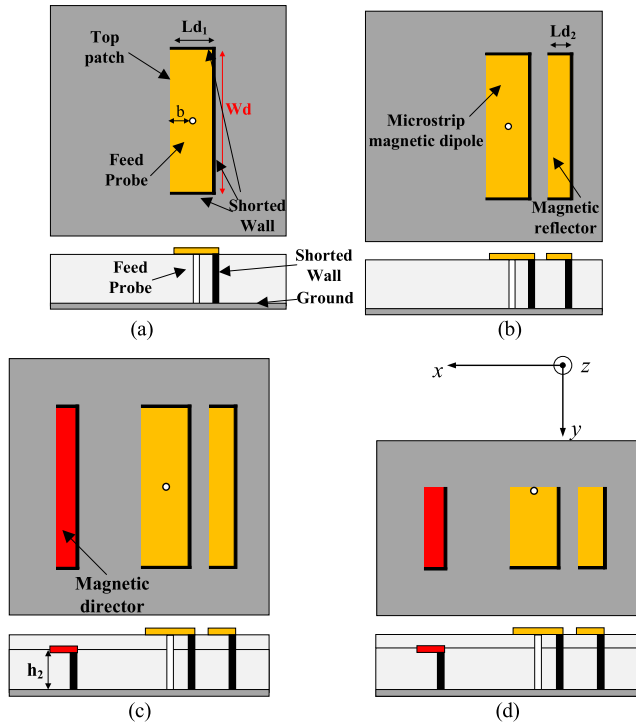 Top
patch
Ld₁
b
Wd
Feed
Probe
Shorted
Wall
Feed
Probe
Shorted
Wall
Ground
(a)
Ld₂
Microstrip
magnetic dipole
Magnetic
reflector
(b)
Magnetic
director
h₂
(c)
x
z
y
(d)